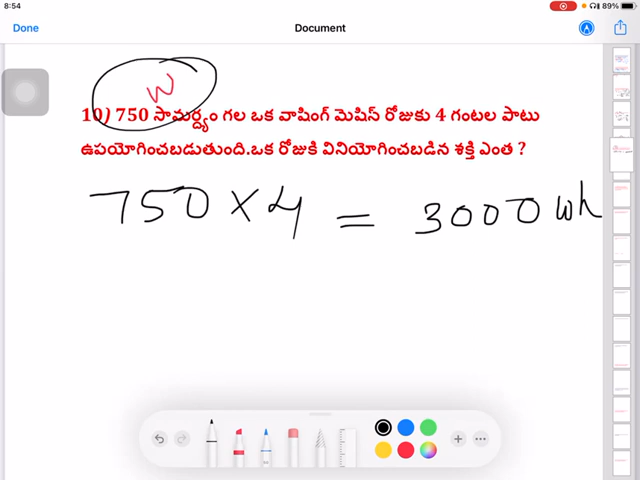 8:54
89%
Done
Document
W
10) 750 సామర్ద్యం గల ఒక వాషింగ్ మెషిన్ రోజుకు 4 గంటల పాటు
ఉపయోగించబడుతుంది.ఒక రోజుకి వినియోగించబడిన శక్తి ఎంత ?
750 × 4 = 3000 wh